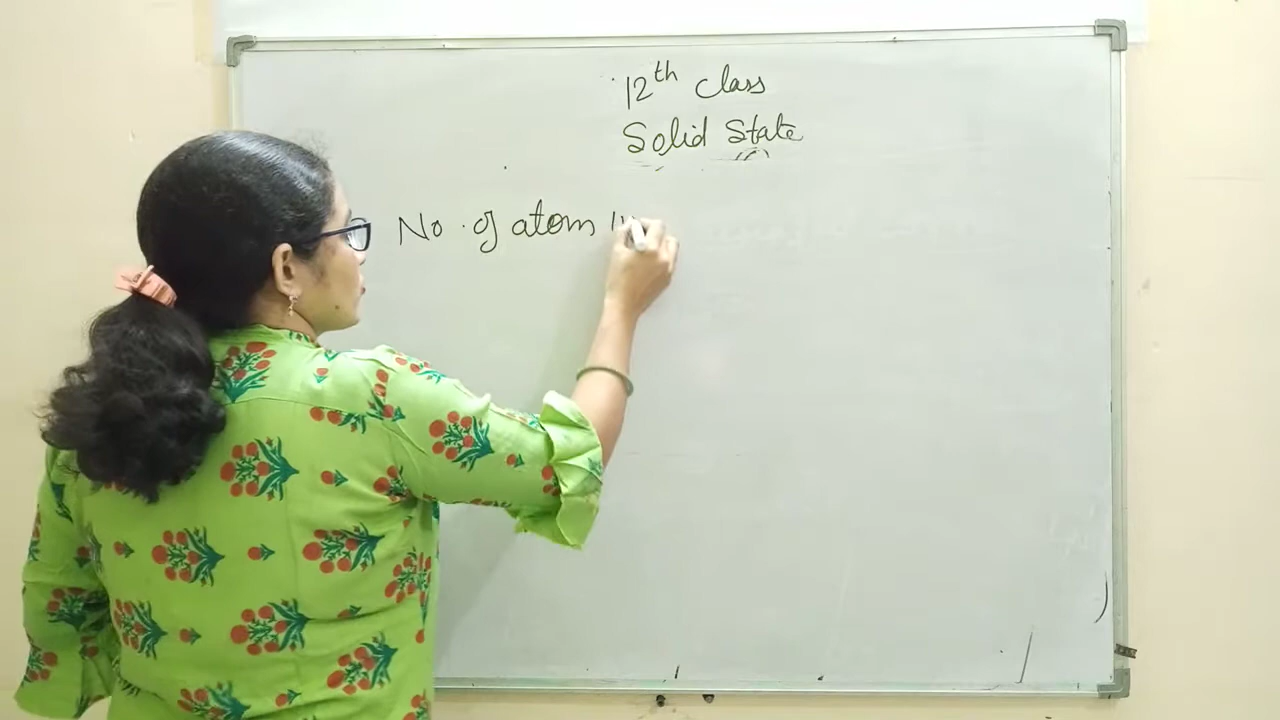 12th class
Solid State
No. of atom